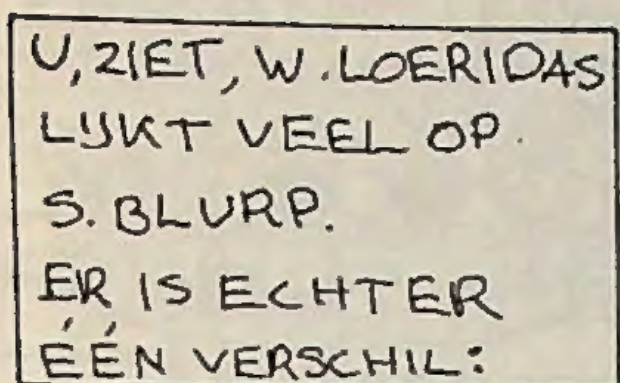 U, ZIET, W. LOERIDAS
LIJKT VEEL OP.
S. BLURP.
ER IS ECHTER
ÉÉN VERSCHIL: